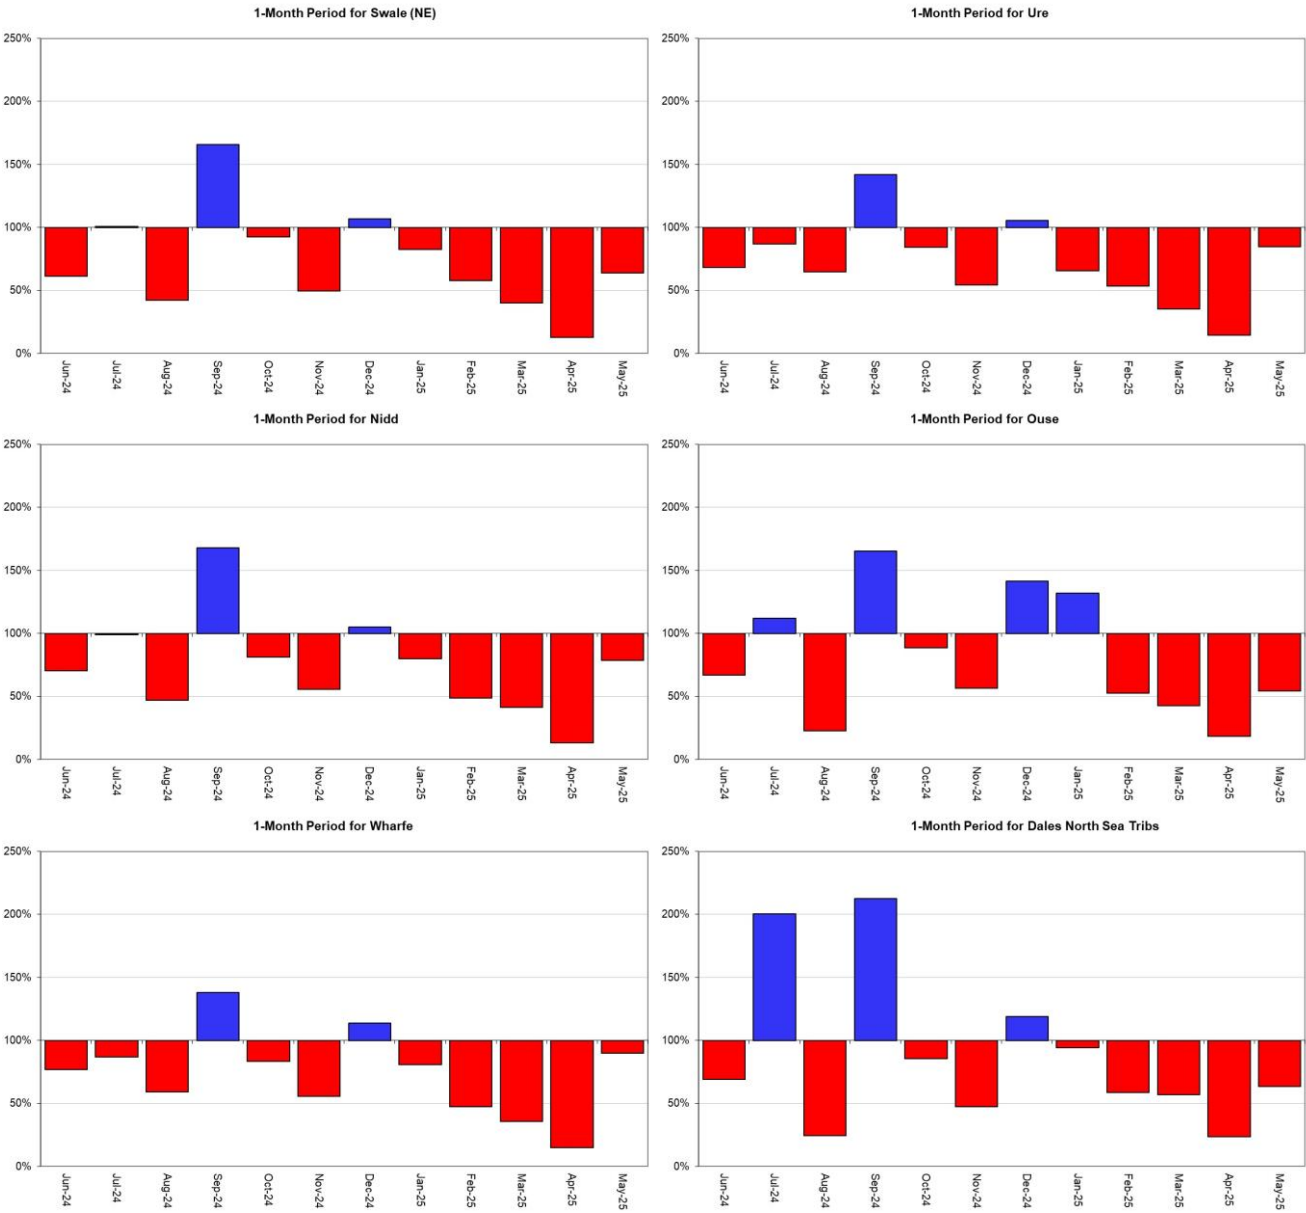 1-Month Period for Swale (NE)
250%
200%
150%
100%
50%
0%
Jun-24
Jul-24
Aug-24
Sep-24
Oct-24
Nov-24
Dec-24
Jan-25
Feb-25
Mar-25
Apr-25
May-25
1-Month Period for Ure
250%
200%
150%
100%
50%
0%
Jun-24
Jul-24
Aug-24
Sep-24
Oct-24
Nov-24
Dec-24
Jan-25
Feb-25
Mar-25
Apr-25
May-25
1-Month Period for Nidd
250%
200%
150%
100%
50%
0%
Jun-24
Jul-24
Aug-24
Sep-24
Oct-24
Nov-24
Dec-24
Jan-25
Feb-25
Mar-25
Apr-25
May-25
1-Month Period for Ouse
250%
200%
150%
100%
50%
0%
Jun-24
Jul-24
Aug-24
Sep-24
Oct-24
Nov-24
Dec-24
Jan-25
Feb-25
Mar-25
Apr-25
May-25
1-Month Period for Wharfe
250%
200%
150%
100%
50%
0%
Jun-24
Jul-24
Aug-24
Sep-24
Oct-24
Nov-24
Dec-24
Jan-25
Feb-25
Mar-25
Apr-25
May-25
1-Month Period for Dales North Sea Tribs
250%
200%
150%
100%
50%
0%
Jun-24
Jul-24
Aug-24
Sep-24
Oct-24
Nov-24
Dec-24
Jan-25
Feb-25
Mar-25
Apr-25
May-25